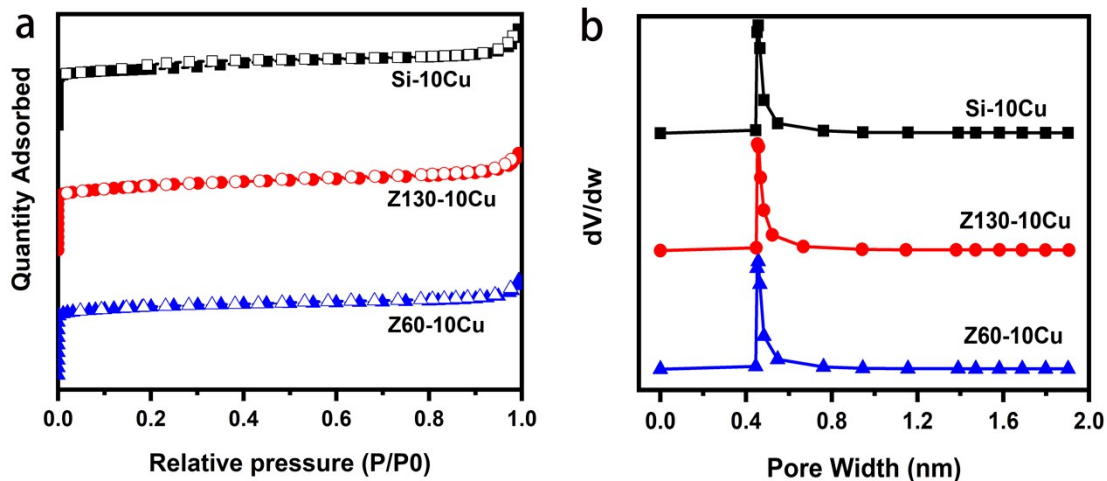 a
Quantity Adsorbed
Si-10Cu
Z130-10Cu
Z60-10Cu
0.0 0.2 0.4 0.6 0.8 1.0
Relative pressure (P/P0)
b
dV/dw
Si-10Cu
Z130-10Cu
Z60-10Cu
0.0 0.4 0.8 1.2 1.6 2.0
Pore Width (nm)